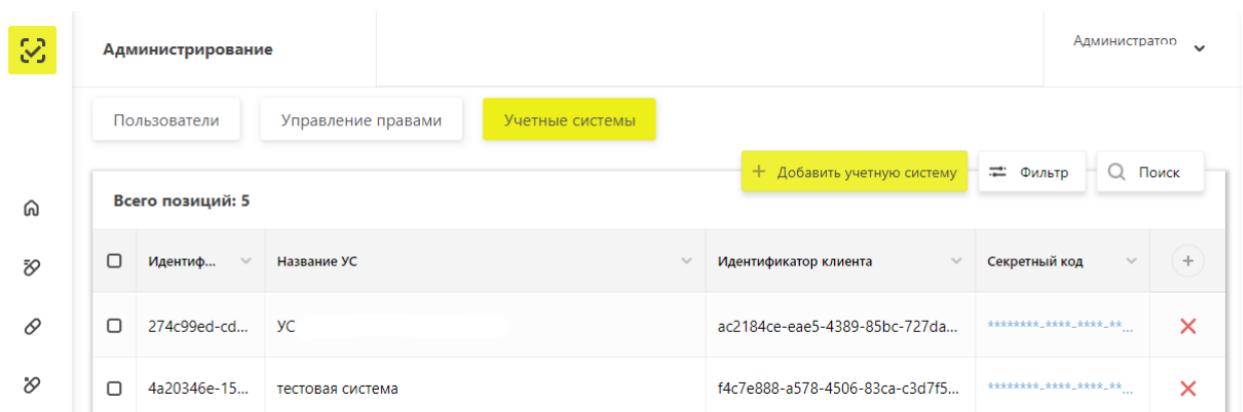 Администрирование
Администратор
Пользователи
Управление правами
Учетные системы
+ Добавить учетную систему
Фильтр
Поиск
Всего позиций: 5
Идентиф... Название УС Идентификатор клиента Секретный код
274c99ed-cd... УС ac2184ce-eae5-4389-85bc-727da... ********-****-****-**...
4a20346e-15... тестовая система f4c7e888-a578-4506-83ca-c3d7f5... ********-****-****-**...